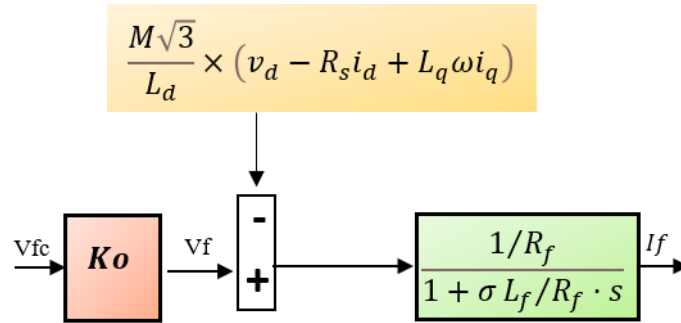 M√3/L_d × (v_d − R_s i_d + L_q ω i_q)
-
Vfc Ko Vf + If
1/R_f
1 + σ L_f/R_f · s